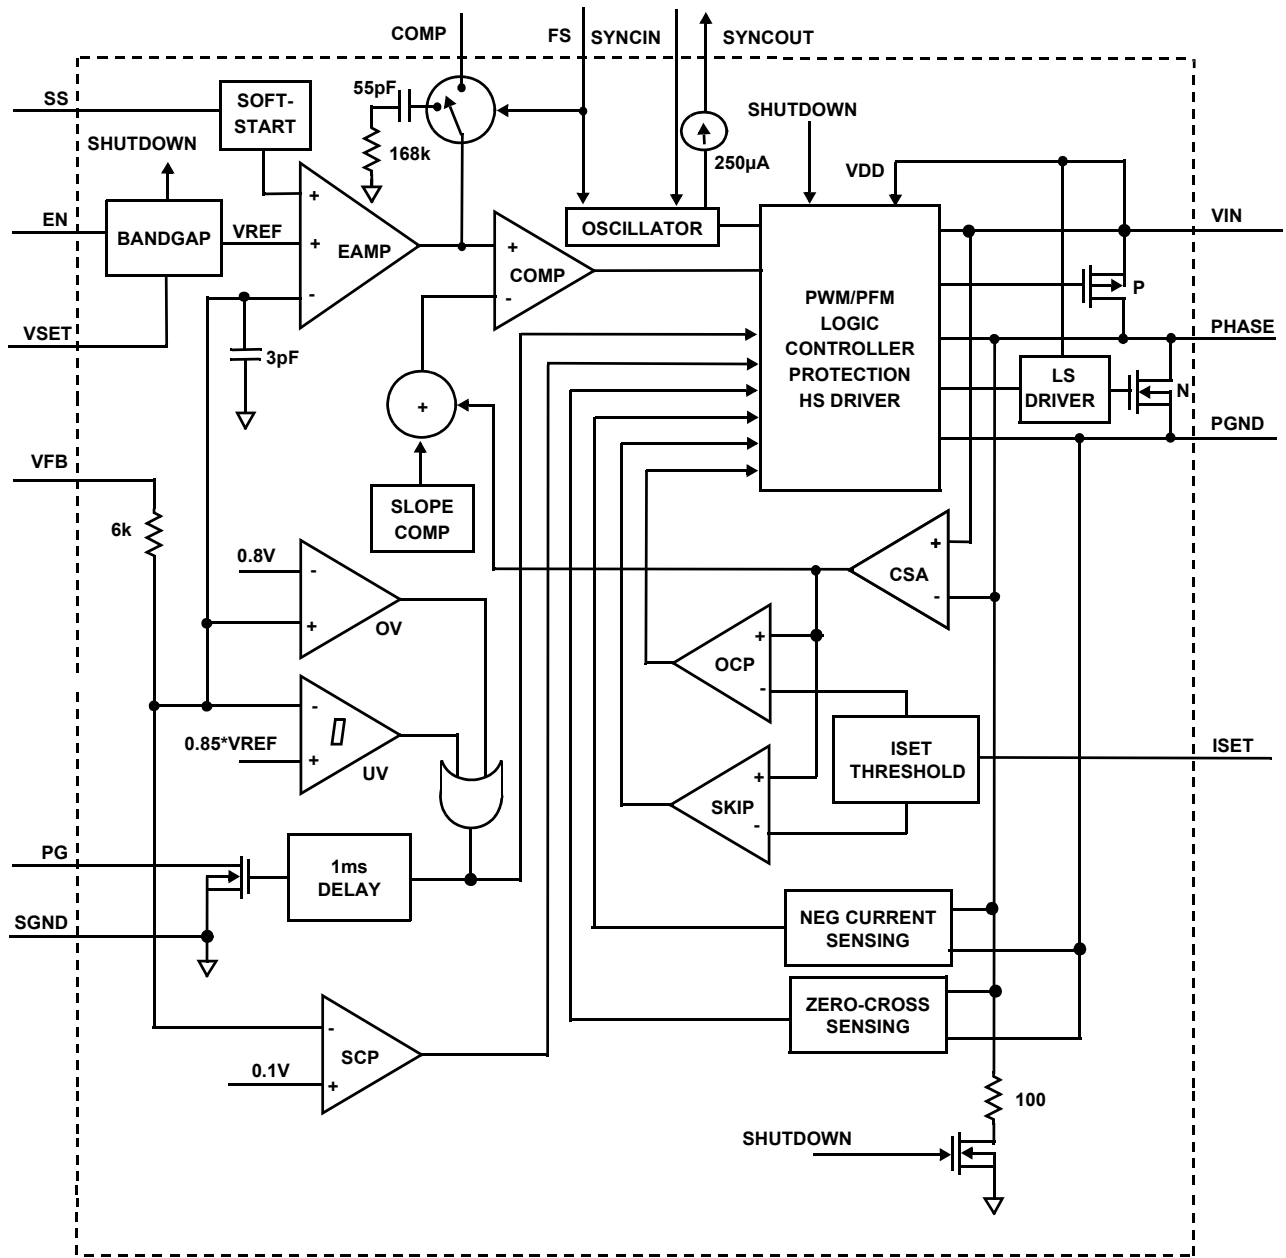 COMP
FS
SYNCIN
SYNCOUT
55pF
SS
SOFT-
START
SHUTDOWN
SHUTDOWN
168k
250µA
VDD
EN
BANDGAP
VREF
+
+
-
EAMP
OSCILLATOR
VIN
+
-
COMP
PWM/PFM
LOGIC
CONTROLLER
PROTECTION
HS DRIVER
P
VSET
3pF
PHASE
LS
DRIVER
N
+
PGND
VFB
SLOPE
COMP
6k
0.8V
-
+
OV
+
-
CSA
+
-
OCP
-
+
0.85*VREF
UV
ISET
THRESHOLD
ISET
+
-
SKIP
PG
1ms
DELAY
SGND
NEG CURRENT
SENSING
ZERO-CROSS
SENSING
-
+
SCP
0.1V
100
SHUTDOWN